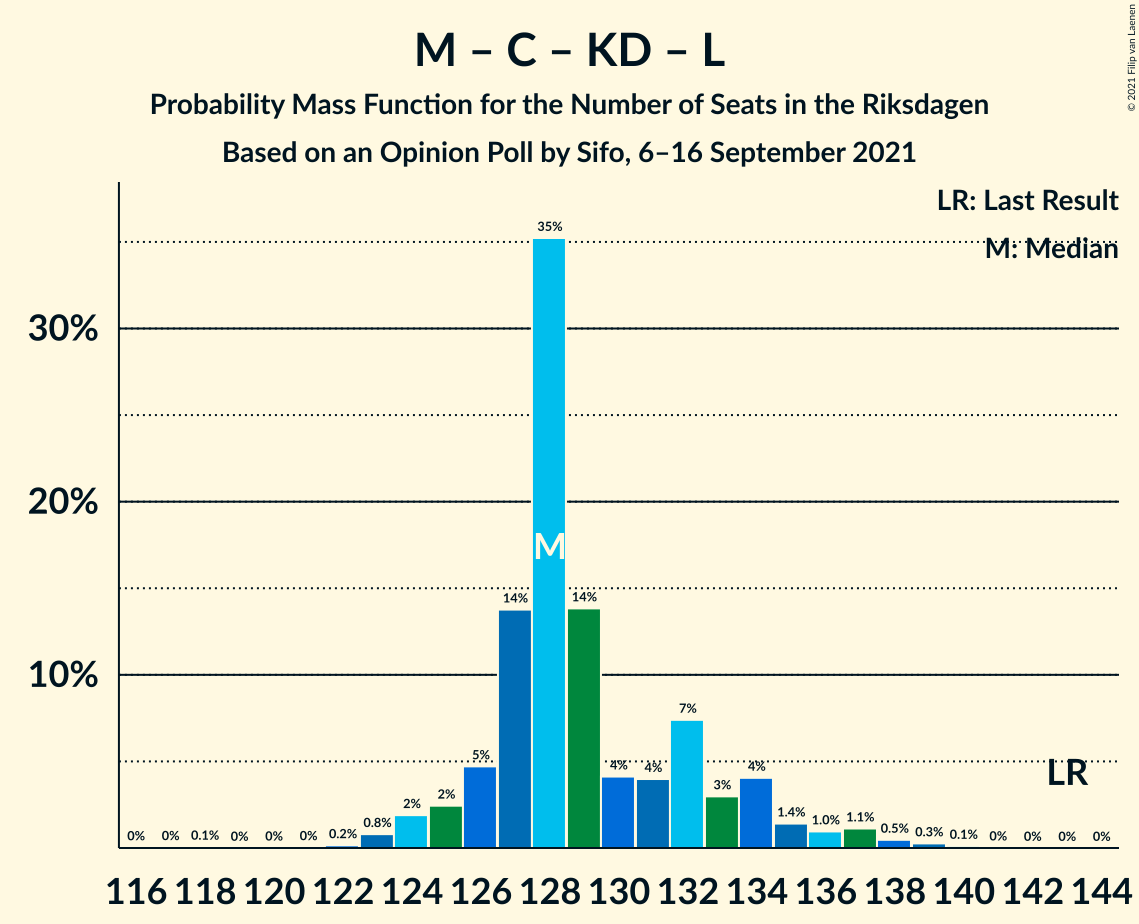 M – C – KD – L
Probability Mass Function for the Number of Seats in the Riksdagen
Based on an Opinion Poll by Sifo, 6–16 September 2021
© 2021 Filip van Laenen
LR: Last Result
M: Median
30%
20%
10%
0% 0% 0.1% 0% 0% 0% 0.2% 0.8% 2% 2% 5% 14% 35% 14% 4% 4% 7% 3% 4% 1.4% 1.0% 1.1% 0.5% 0.3% 0.1% 0% 0% 0% 0%
M
LR
116 118 120 122 124 126 128 130 132 134 136 138 140 142 144